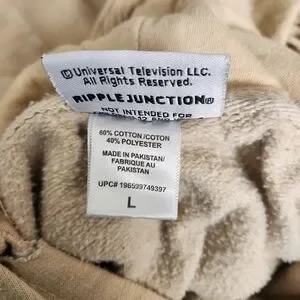 © Universal Television LLC.
All Rights Reserved.
RIPPLE JUNCTION®
NOT INTENDED FOR
12
60% COTTON/COTON
40% POLYESTER
MADE IN PAKISTAN/
FABRIQUE AU
PAKISTAN
UPC# 196599749397
L